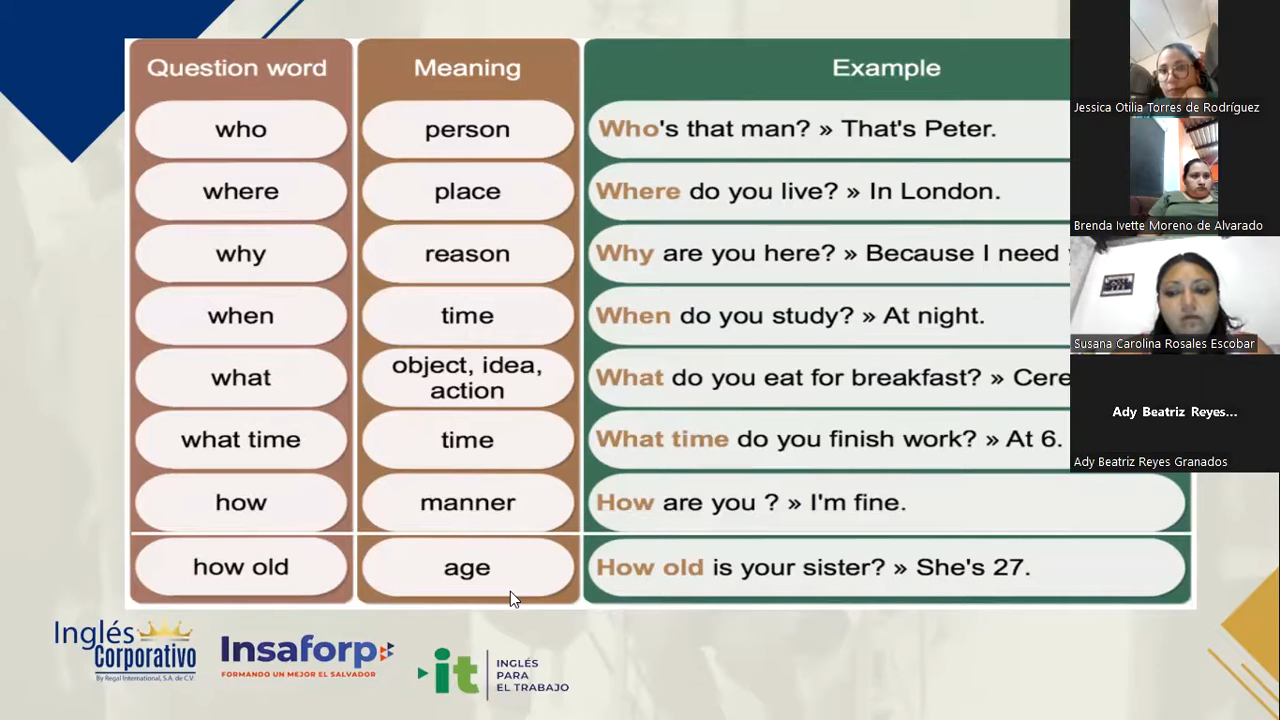 Question word Meaning Example
who person Who's that man? » That's Peter.
where place Where do you live? » In London.
why reason Why are you here? » Because I need
when time When do you study? » At night.
what object, idea, action What do you eat for breakfast? » Cere
what time time What time do you finish work? » At 6.
how manner How are you ? » I'm fine.
how old age How old is your sister? » She's 27.
Jessica Otilia Torres de Rodríguez
Brenda Ivette Moreno de Alvarado
Susana Carolina Rosales Escobar
Ady Beatriz Reyes...
Ady Beatriz Reyes Granados
Inglés
Corporativo
By Regal International, S.A. de C.V.
Insaforp
FORMANDO UN MEJOR EL SALVADOR
it
INGLÉS
PARA
EL TRABAJO